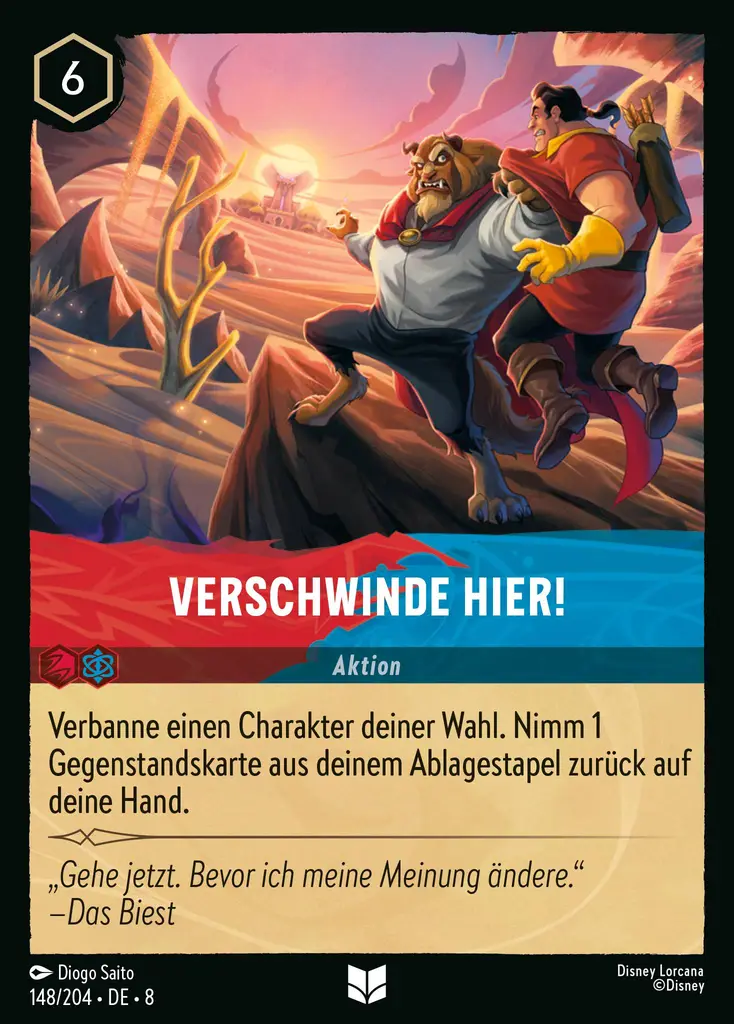 6
VERSCHWINDE HIER!
Aktion
Verbanne einen Charakter deiner Wahl. Nimm 1
Gegenstandskarte aus deinem Ablagestapel zurück auf
deine Hand.
„Gehe jetzt. Bevor ich meine Meinung ändere.“
–Das Biest
Diogo Saito
148/204 • DE • 8
Disney Lorcana
©Disney